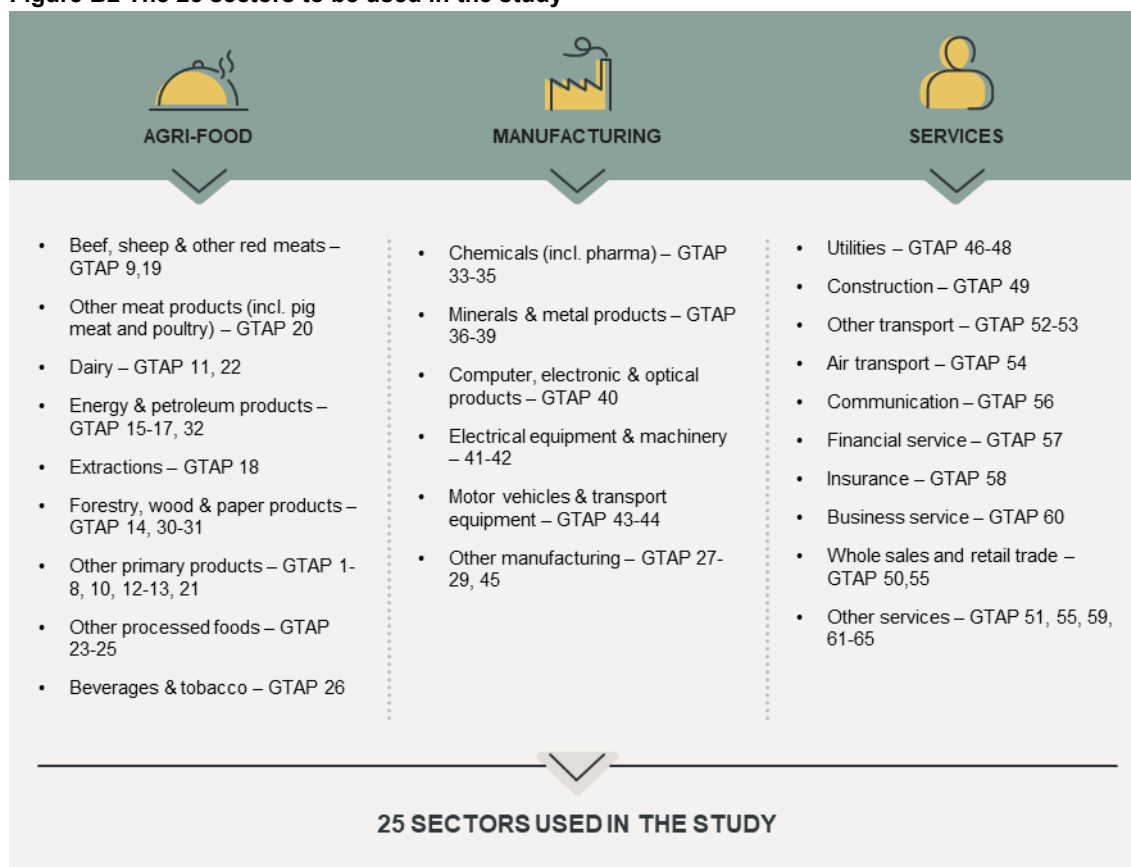 Figure B2 The 25 sectors to be used in the study
AGRI-FOOD
MANUFACTURING
SERVICES
• Beef, sheep & other red meats –
GTAP 9,19
• Other meat products (incl. pig
meat and poultry) – GTAP 20
• Dairy – GTAP 11, 22
• Energy & petroleum products –
GTAP 15-17, 32
• Extractions – GTAP 18
• Forestry, wood & paper products –
GTAP 14, 30-31
• Other primary products – GTAP 1-
8, 10, 12-13, 21
• Other processed foods – GTAP
23-25
• Beverages & tobacco – GTAP 26
• Chemicals (incl. pharma) – GTAP
33-35
• Minerals & metal products – GTAP
36-39
• Computer, electronic & optical
products – GTAP 40
• Electrical equipment & machinery
– 41-42
• Motor vehicles & transport
equipment – GTAP 43-44
• Other manufacturing – GTAP 27-
29, 45
• Utilities – GTAP 46-48
• Construction – GTAP 49
• Other transport – GTAP 52-53
• Air transport – GTAP 54
• Communication – GTAP 56
• Financial service – GTAP 57
• Insurance – GTAP 58
• Business service – GTAP 60
• Whole sales and retail trade –
GTAP 50,55
• Other services – GTAP 51, 55, 59,
61-65
25 SECTORS USED IN THE STUDY